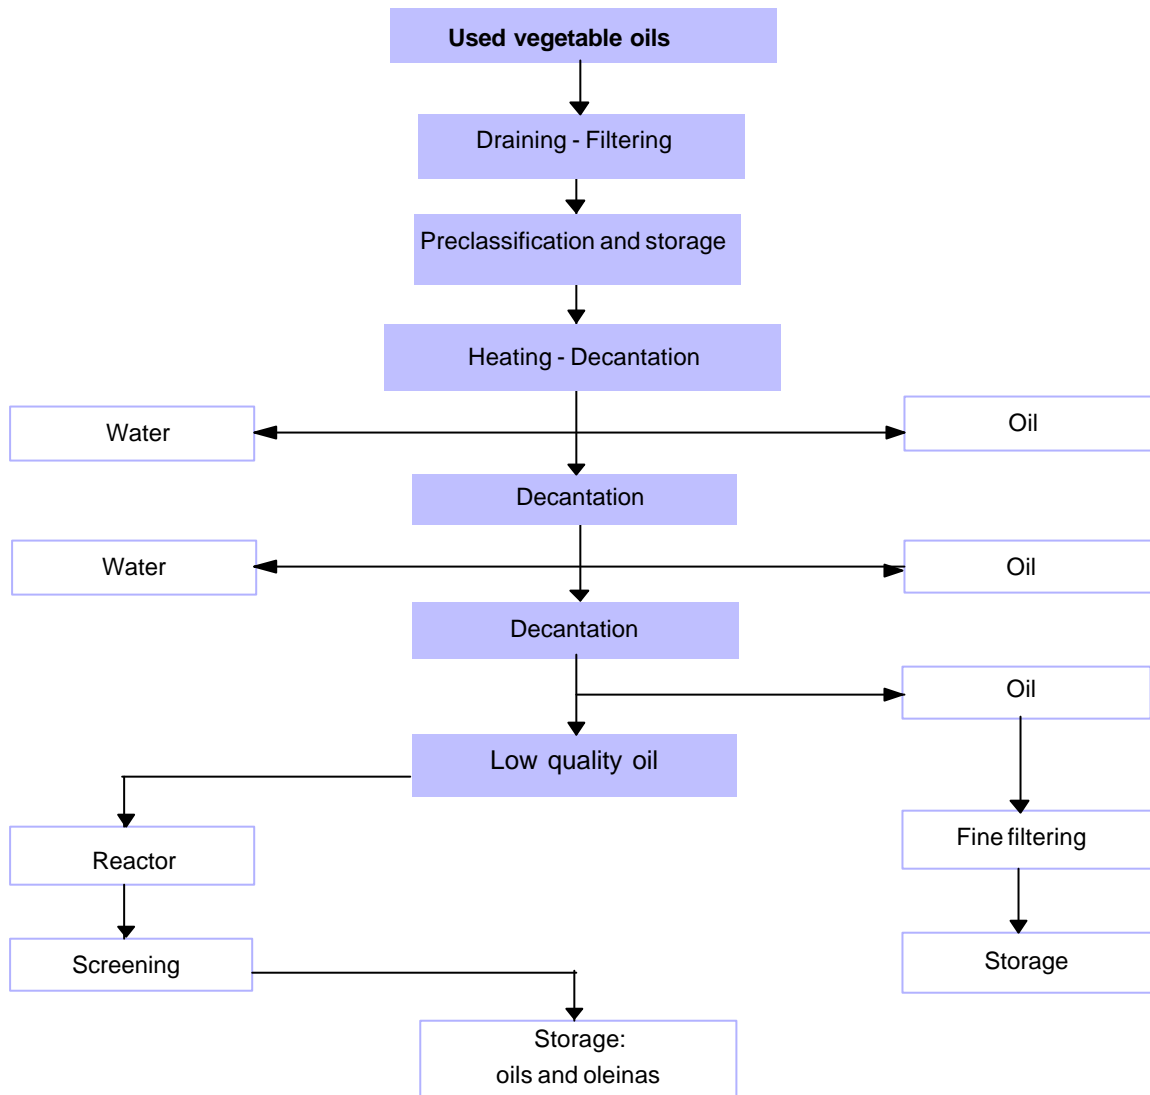 Used vegetable oils
Draining - Filtering
Preclassification and storage
Heating - Decantation
Water
Oil
Decantation
Water
Oil
Decantation
Oil
Low quality oil
Reactor
Fine filtering
Screening
Storage
Storage:
oils and oleinas